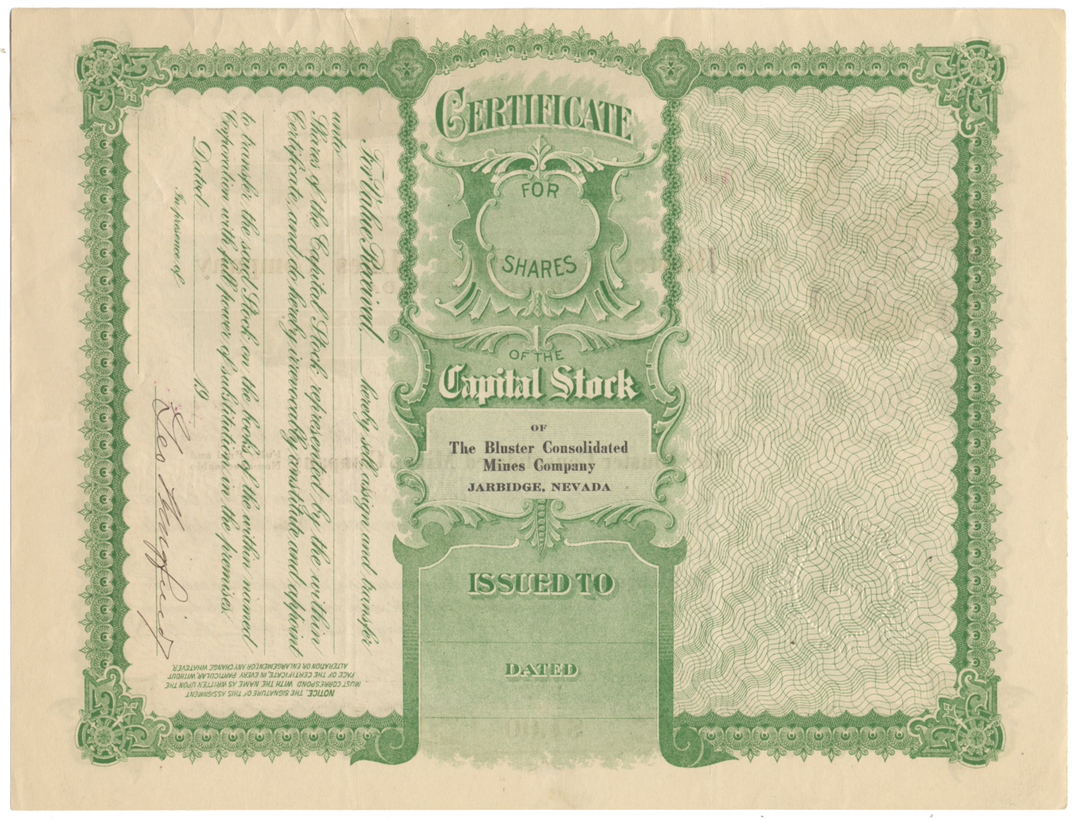 CERTIFICATE
FOR
SHARES
OF THE
Capital Stock
OF
The Bluster Consolidated
Mines Company
JARBIDGE, NEVADA
ISSUED TO
DATED
For Value Received, hereby sell, assign and transfer
unto
Shares of the Capital Stock represented by the within
Certificate, and do hereby irrevocably constitute and appoint
to transfer the said Stock on the books of the within named
Corporation with full power of substitution in the premises.
Dated 19
In presence of
NOTICE. THE SIGNATURE OF THIS ASSIGNMENT
MUST CORRESPOND WITH THE NAME AS WRITTEN UPON THE
FACE OF THE CERTIFICATE, IN EVERY PARTICULAR, WITHOUT
ALTERATION OR ENLARGEMENT, OR ANY CHANGE WHATEVER.